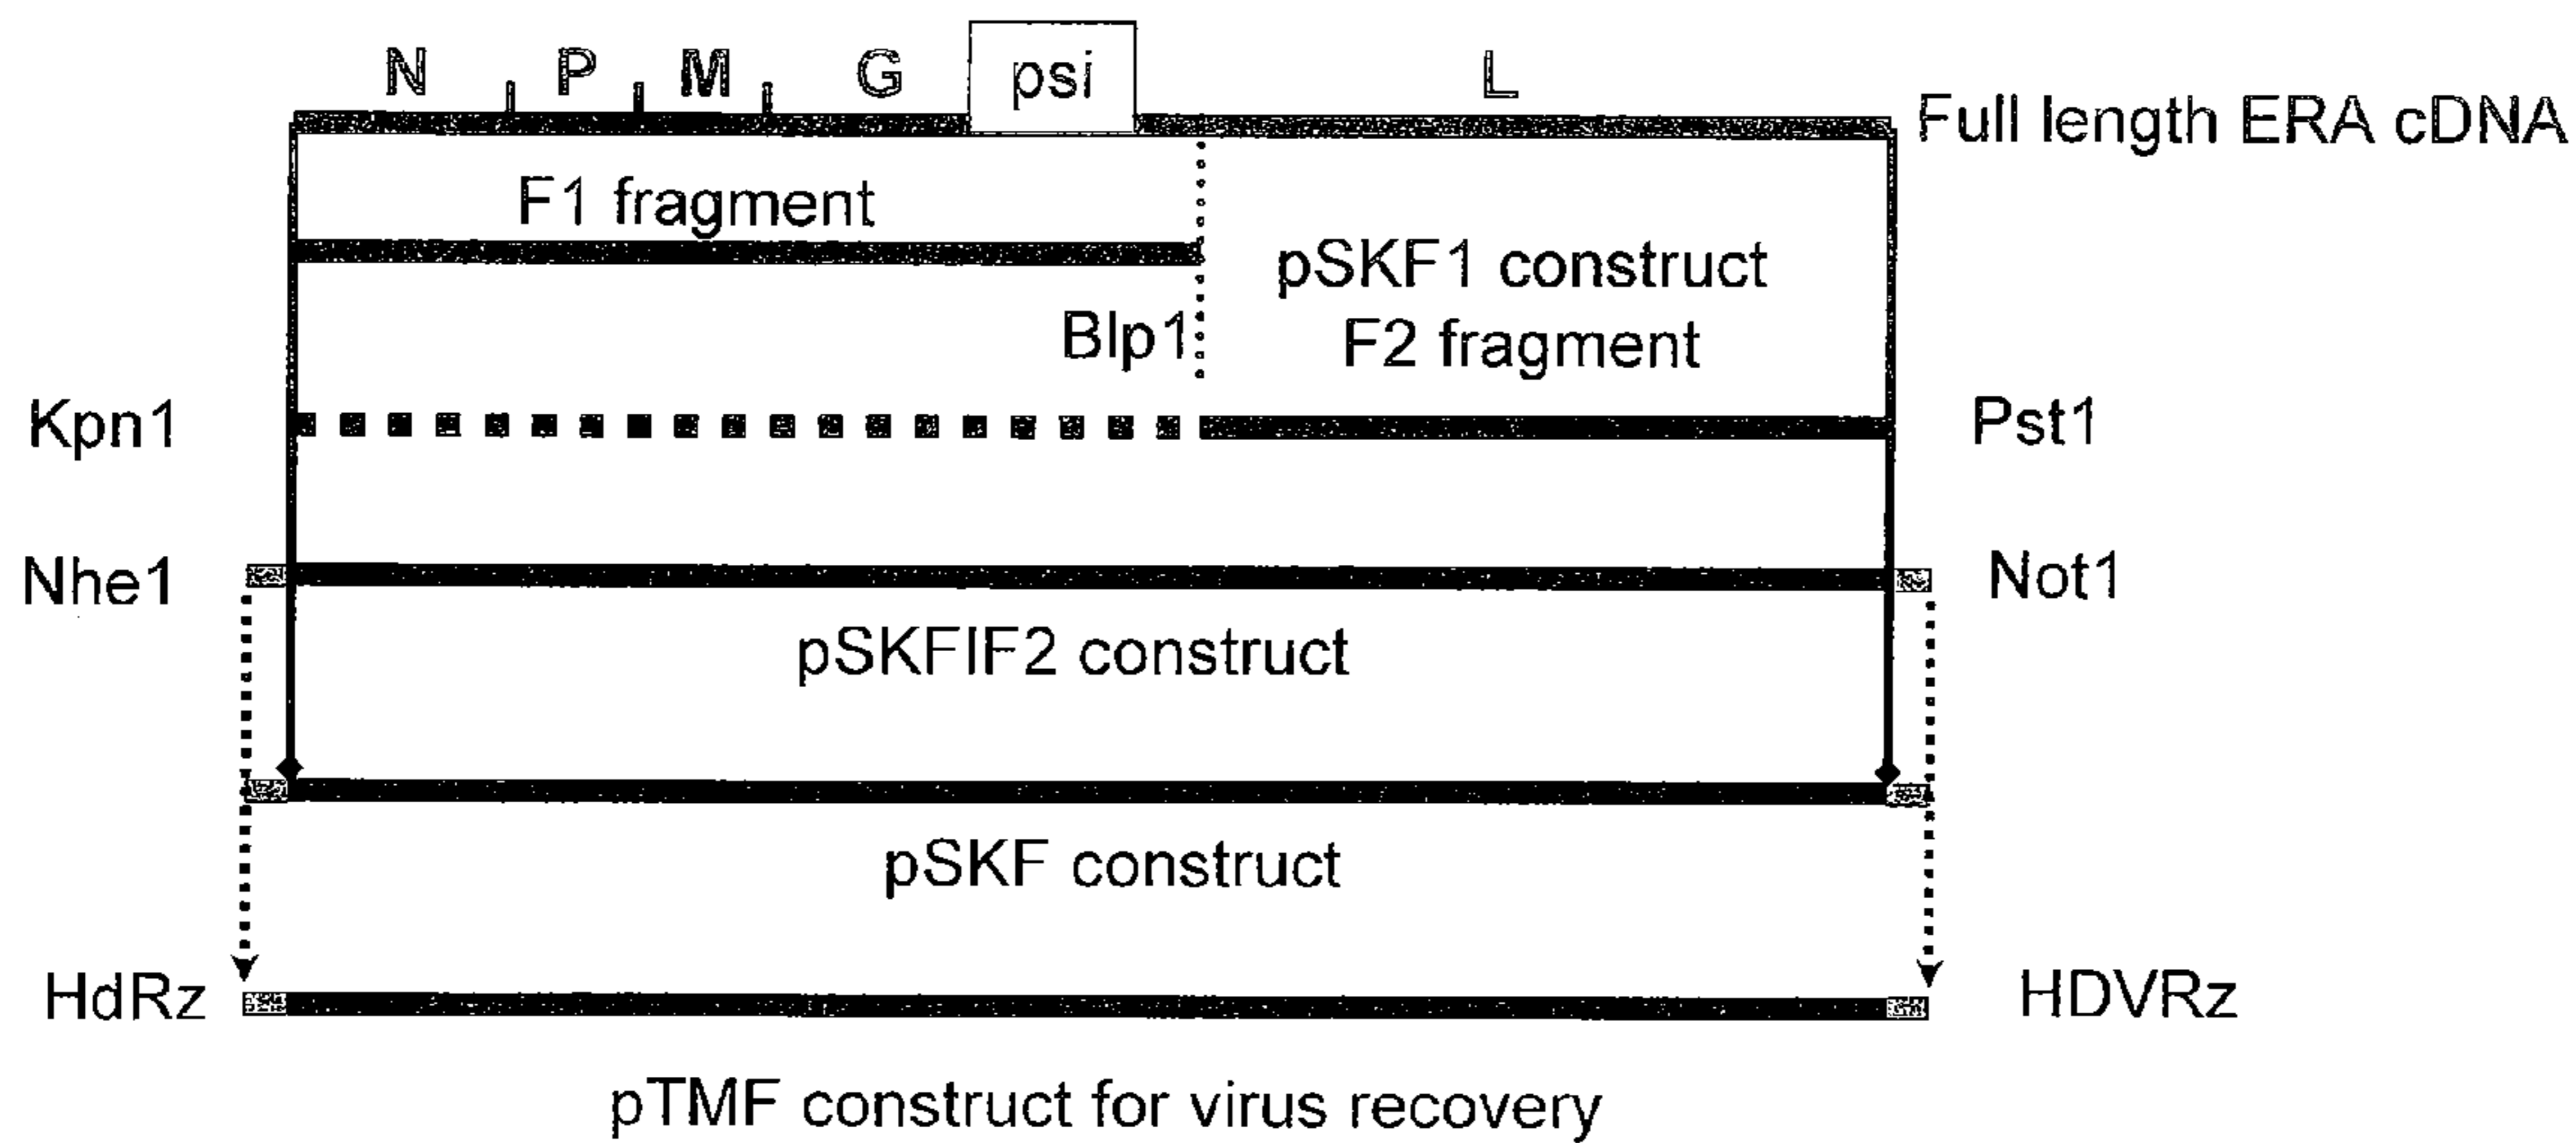 N P M G psi L
Full length ERA cDNA
F1 fragment
pSKF1 construct
Blp1
F2 fragment
Kpn1
Pst1
Nhe1
Not1
pSKFIF2 construct
pSKF construct
HdRz
HDVRz
pTMF construct for virus recovery